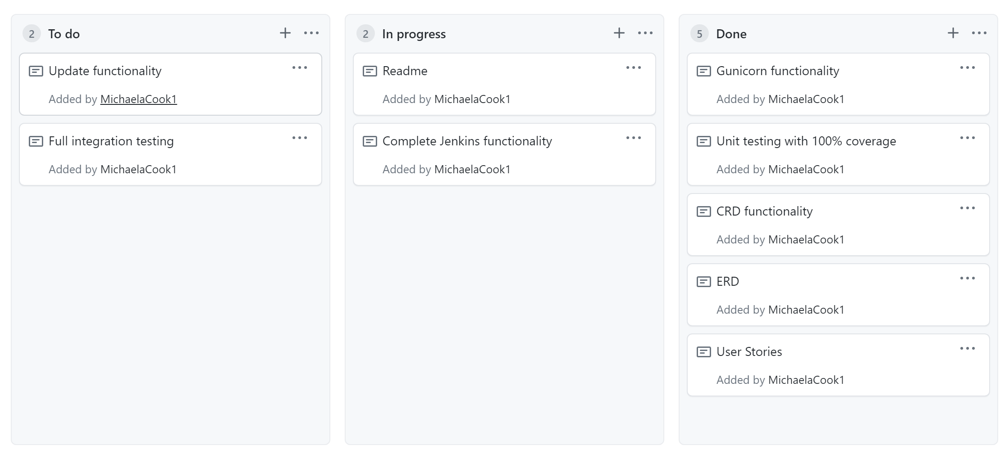 2 To do
Update functionality
Added by MichaelaCook1
Full integration testing
Added by MichaelaCook1
2 In progress
Readme
Added by MichaelaCook1
Complete Jenkins functionality
Added by MichaelaCook1
5 Done
Gunicorn functionality
Added by MichaelaCook1
Unit testing with 100% coverage
Added by MichaelaCook1
CRD functionality
Added by MichaelaCook1
ERD
Added by MichaelaCook1
User Stories
Added by MichaelaCook1